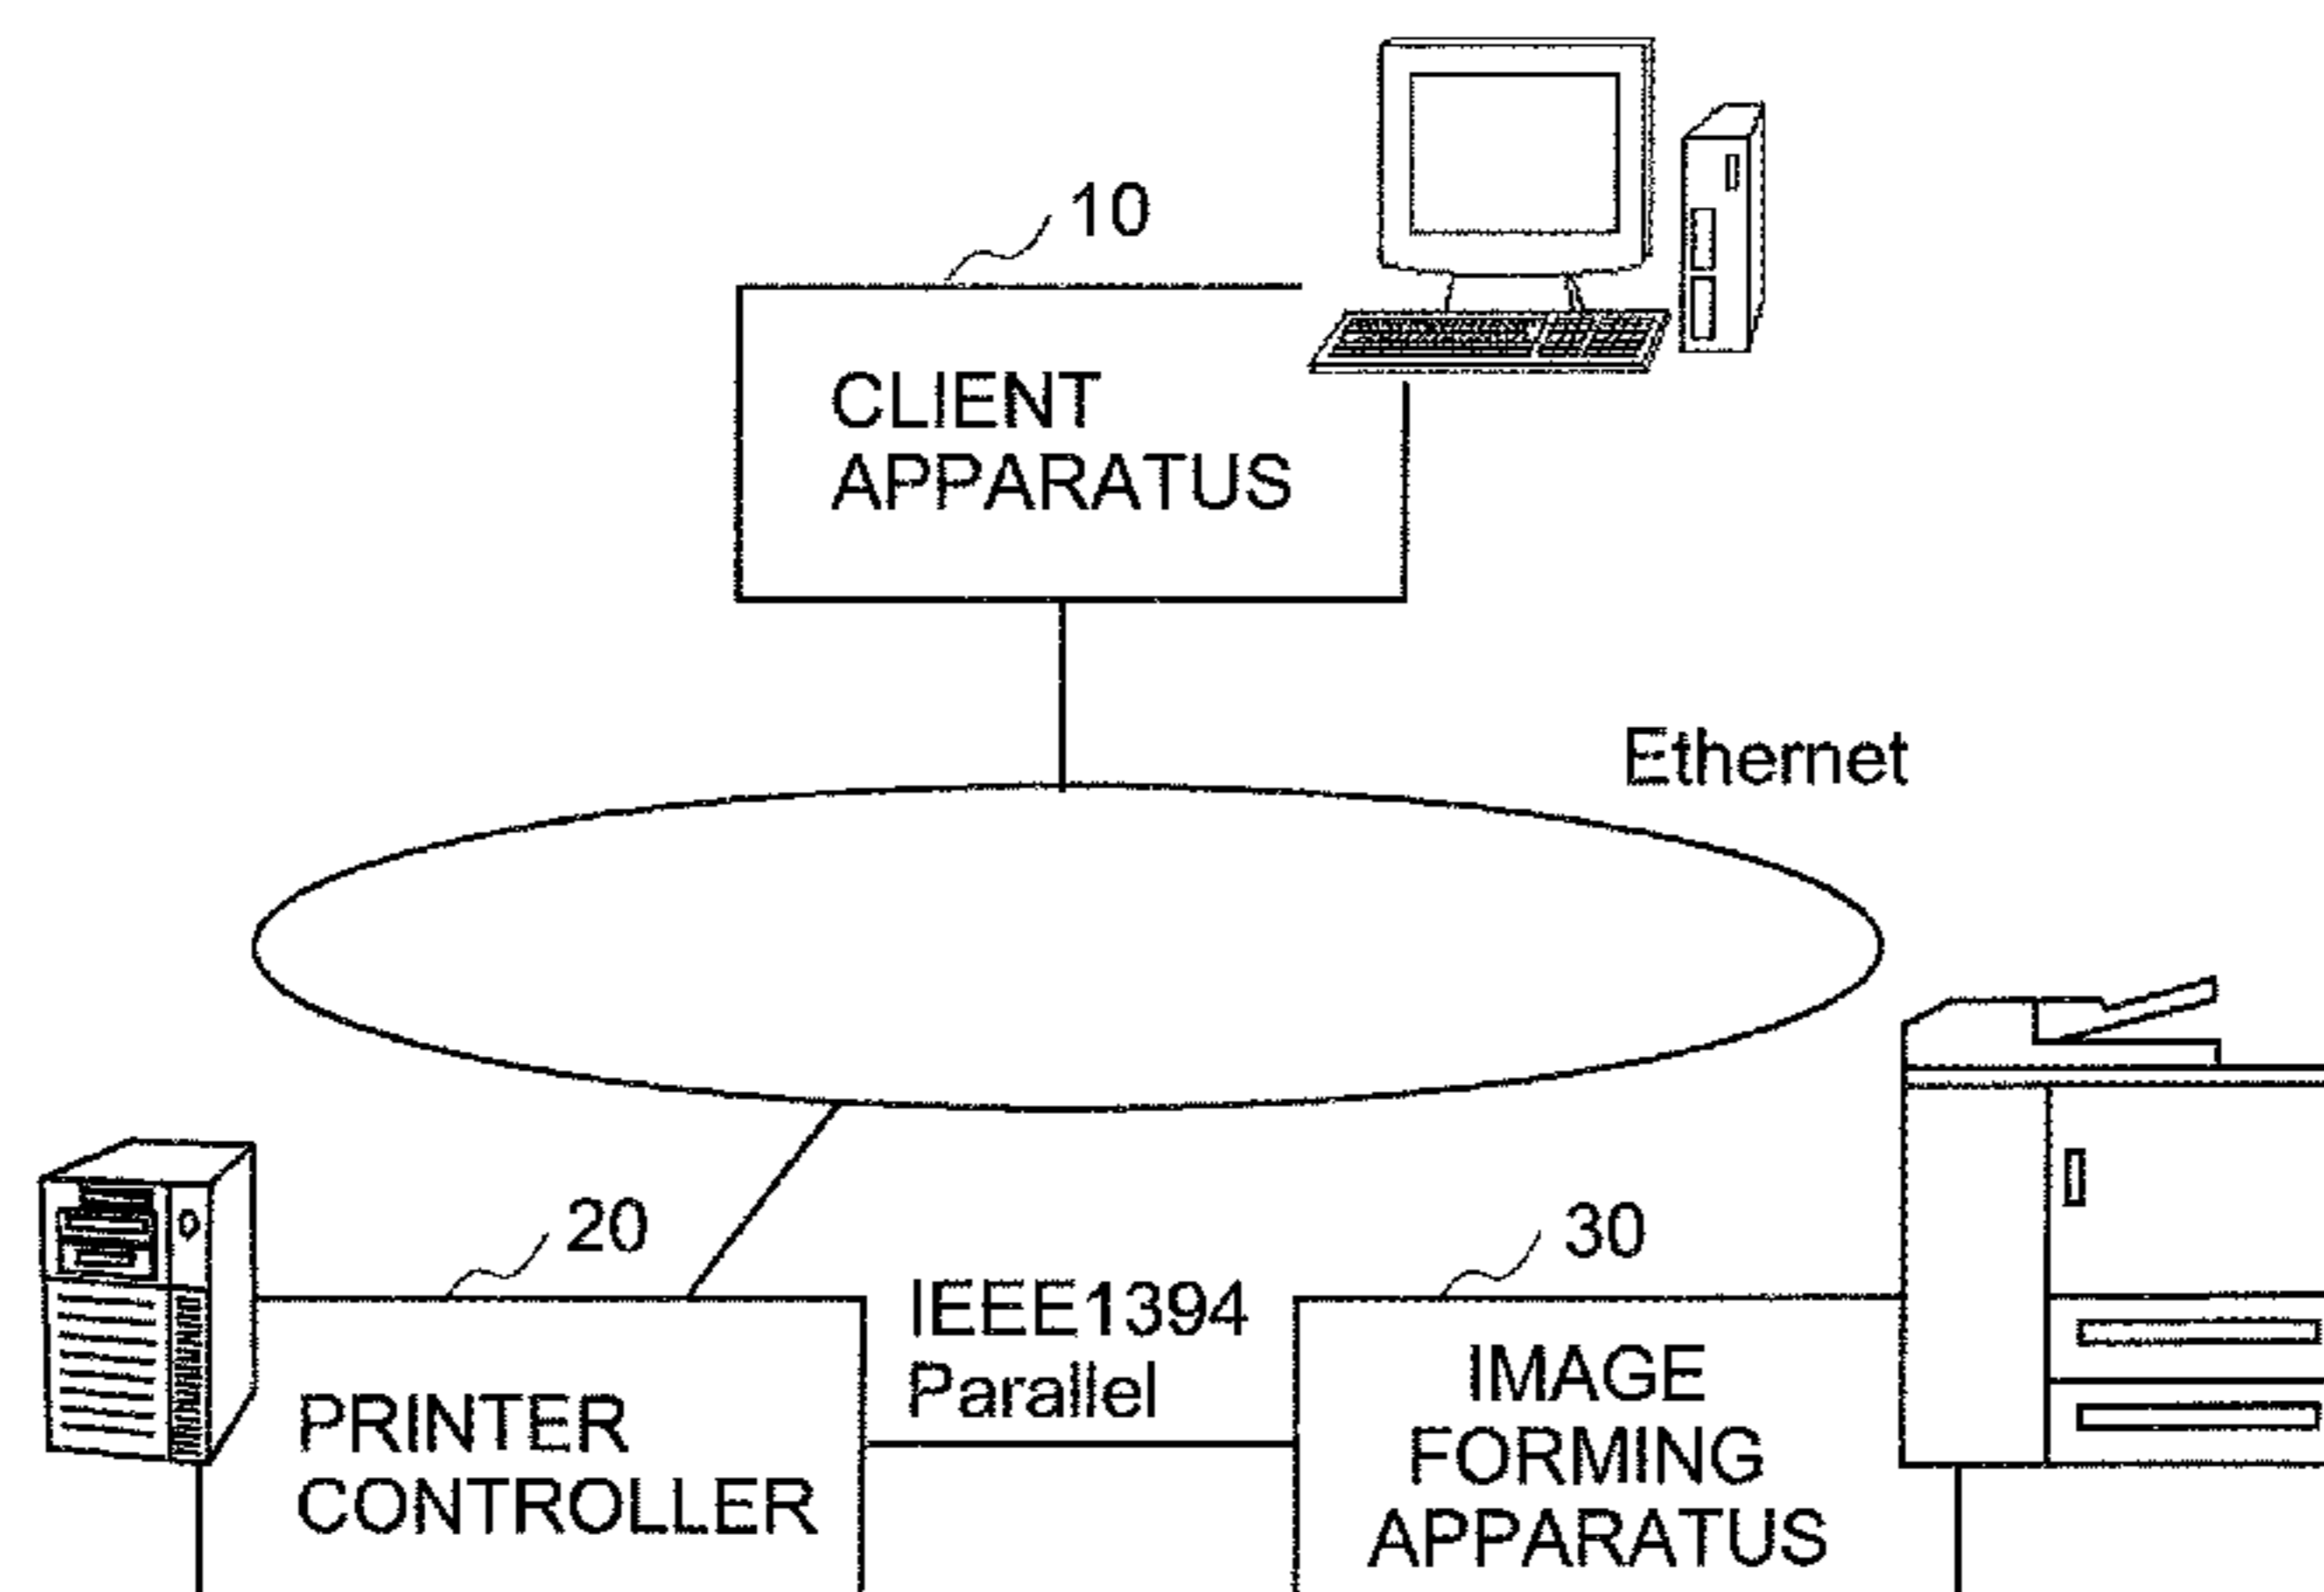 10
CLIENT
APPARATUS
Ethernet
20
30
IEEE1394
Parallel
PRINTER
CONTROLLER
IMAGE
FORMING
APPARATUS